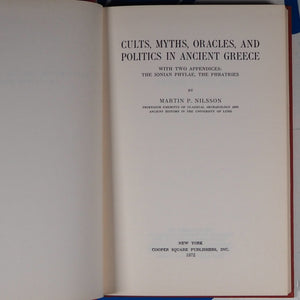 CULTS, MYTHS, ORACLES, AND
POLITICS IN ANCIENT GREECE
WITH TWO APPENDICES:
THE IONIAN PHYLAE, THE PHRATRIES
BY
MARTIN P. NILSSON
PROFESSOR EMERITUS OF CLASSICAL ARCHAEOLOGY AND
ANCIENT HISTORY IN THE UNIVERSITY OF LUND
NEW YORK
COOPER SQUARE PUBLISHERS, INC.
1972